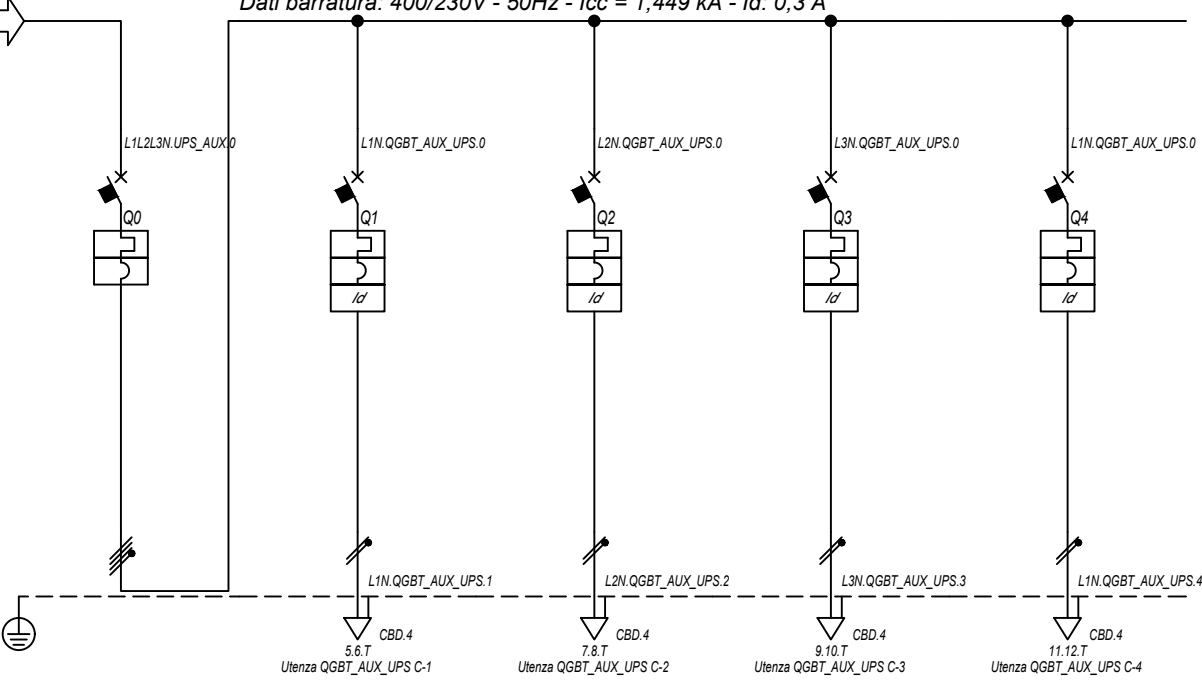 Dati barratura: 400/230V - 50Hz - Icc = 1,449 kA - Id: 0,3 A
L1L2L3N.UPS_AUX.0
L1N.QGBT_AUX_UPS.0
L2N.QGBT_AUX_UPS.0
L3N.QGBT_AUX_UPS.0
L1N.QGBT_AUX_UPS.0
Q0
Q1
Q2
Q3
Q4
Id
Id
Id
Id
L1N.QGBT_AUX_UPS.1
L2N.QGBT_AUX_UPS.2
L3N.QGBT_AUX_UPS.3
L1N.QGBT_AUX_UPS.4
CBD.4
CBD.4
CBD.4
CBD.4
5.6.T
7.8.T
9.10.T
11.12.T
Utenza QGBT_AUX_UPS C-1
Utenza QGBT_AUX_UPS C-2
Utenza QGBT_AUX_UPS C-3
Utenza QGBT_AUX_UPS C-4